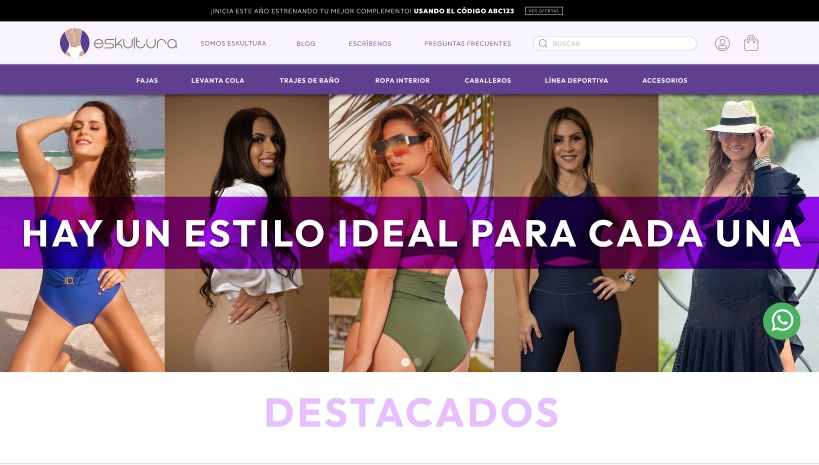 ¡INICIA ESTE AÑO ESTRENANDO TU MEJOR COMPLEMENTO! USANDO EL CÓDIGO ABC123 VER OFERTAS
eskultura SOMOS ESKULTURA BLOG ESCRÍBENOS PREGUNTAS FRECUENTES BUSCAR
FAJAS LEVANTA COLA TRAJES DE BAÑO ROPA INTERIOR CABALLEROS LÍNEA DEPORTIVA ACCESORIOS
HAY UN ESTILO IDEAL PARA CADA UNA
DESTACADOS